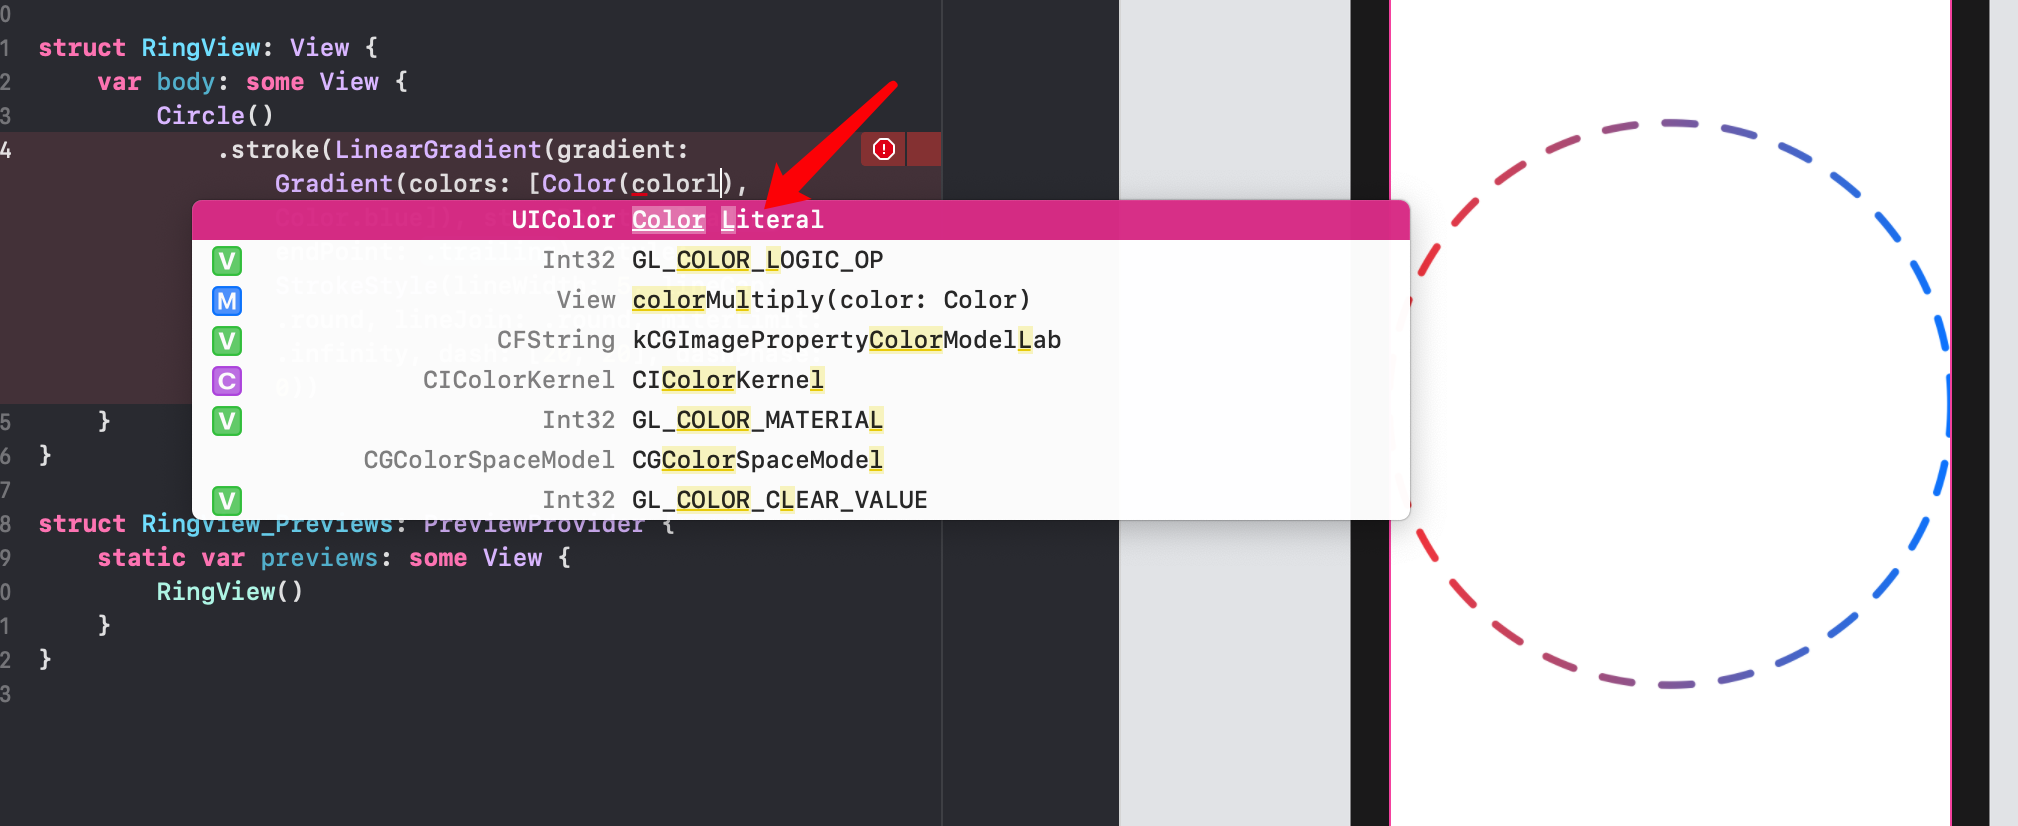 0
1 struct RingView: View {
2 var body: some View {
3 Circle()
4 .stroke(LinearGradient(gradient:
Gradient(colors: [Color(colorl),
UIColor Color Literal
V Int32 GL_COLOR_LOGIC_OP
M View colorMultiply(color: Color)
V CFString kCGImagePropertyColorModelLab
C CIColorKernel CIColorKernel
V Int32 GL_COLOR_MATERIAL
CGColorSpaceModel CGColorSpaceModel
V Int32 GL_COLOR_CLEAR_VALUE
5 }
6 }
7
8 struct RingView_Previews: PreviewProvider {
9 static var previews: some View {
0 RingView()
1 }
2 }
3